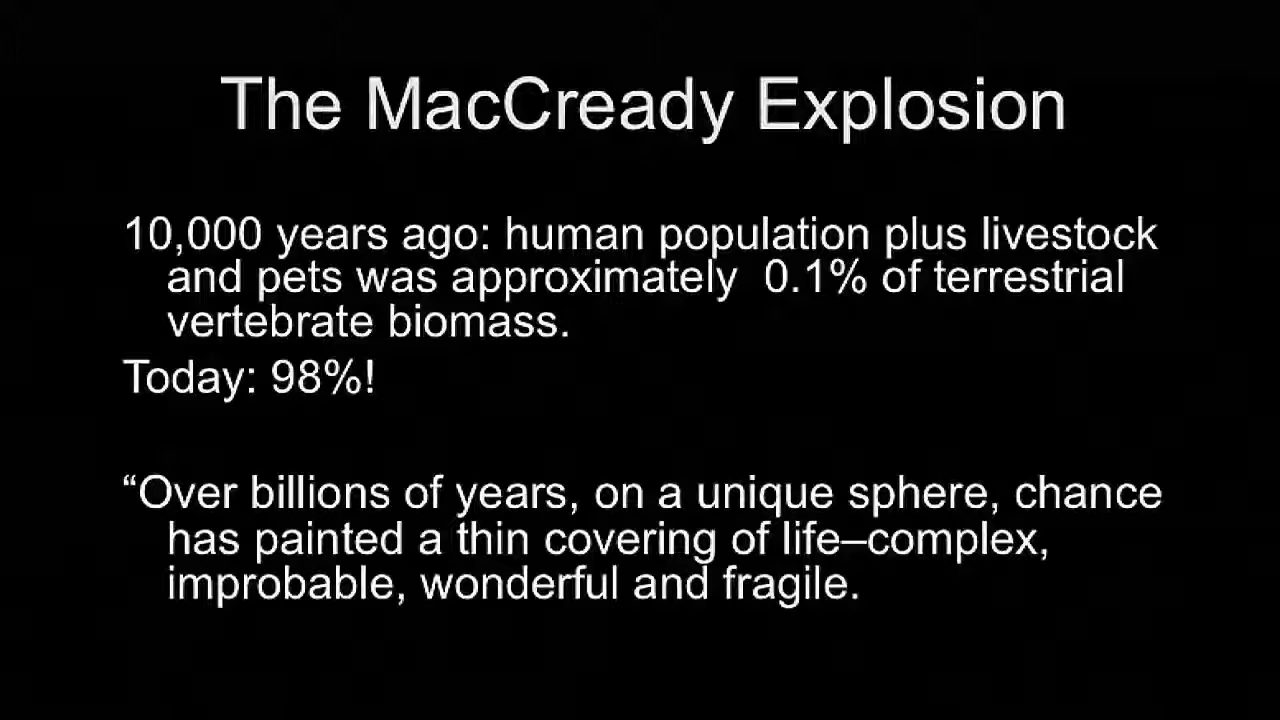 The MacCready Explosion
10,000 years ago: human population plus livestock
and pets was approximately  0.1% of terrestrial
vertebrate biomass.
Today: 98%!
“Over billions of years, on a unique sphere, chance
has painted a thin covering of life–complex,
improbable, wonderful and fragile.